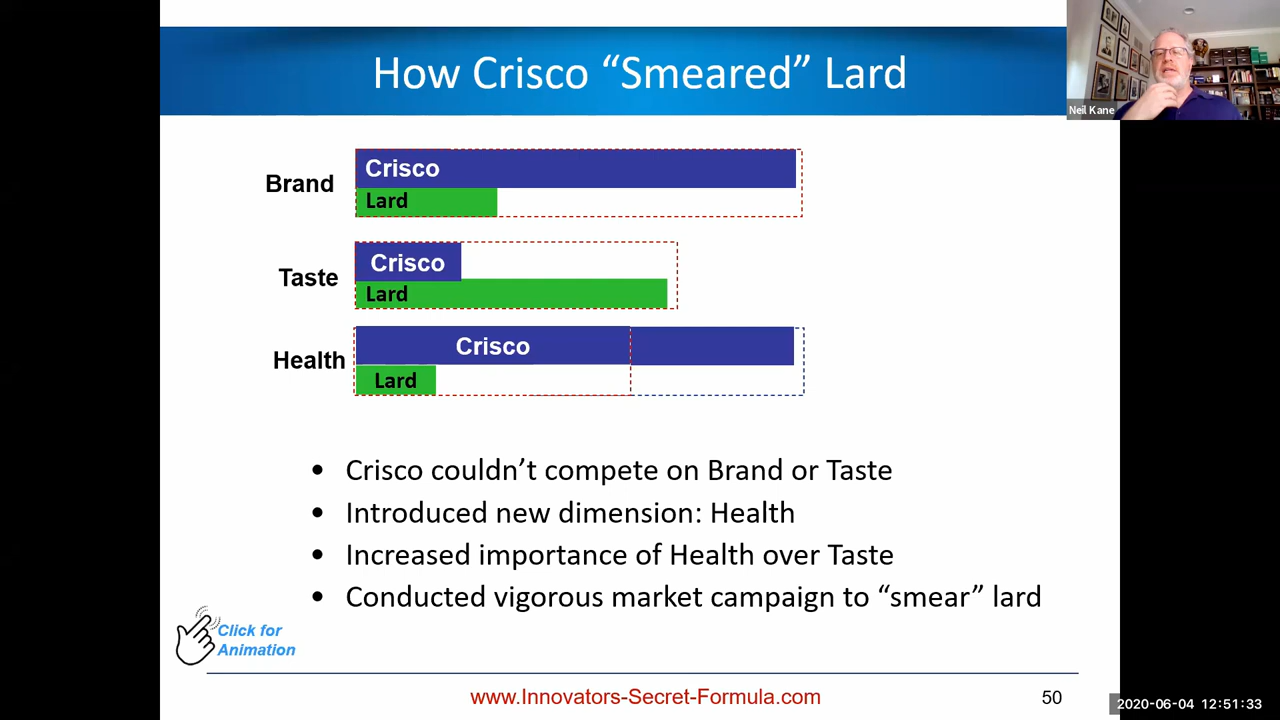 How Crisco “Smeared” Lard
Neil Kane
Brand
Crisco
Lard
Taste
Crisco
Lard
Health
Crisco
Lard
• Crisco couldn’t compete on Brand or Taste
• Introduced new dimension: Health
• Increased importance of Health over Taste
• Conducted vigorous market campaign to “smear” lard
Click for
Animation
www.Innovators-Secret-Formula.com
50
2020-06-04 12:51:33